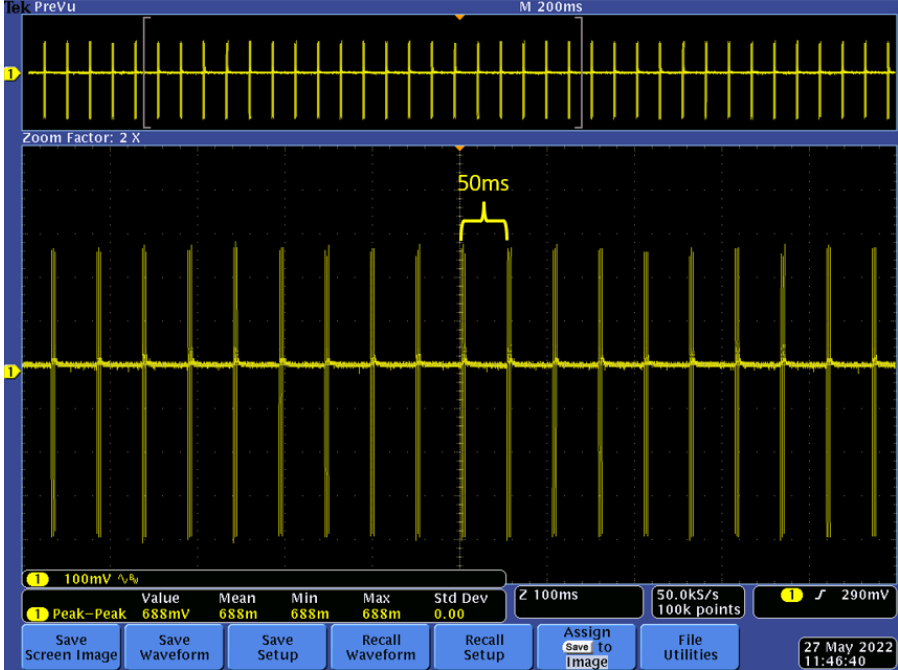 Tek PreVu M 200ms
1
Zoom Factor: 2 X
50ms
1
1 100mV ∿
Value Mean Min Max Std Dev
1 Peak–Peak 688mV 688m 688m 688m 0.00
Z 100ms
50.0kS/s
100k points
1 ƒ 290mV
Save
Screen Image
Save
Waveform
Save
Setup
Recall
Waveform
Recall
Setup
Assign
Save to
Image
File
Utilities
27 May 2022
11:46:40